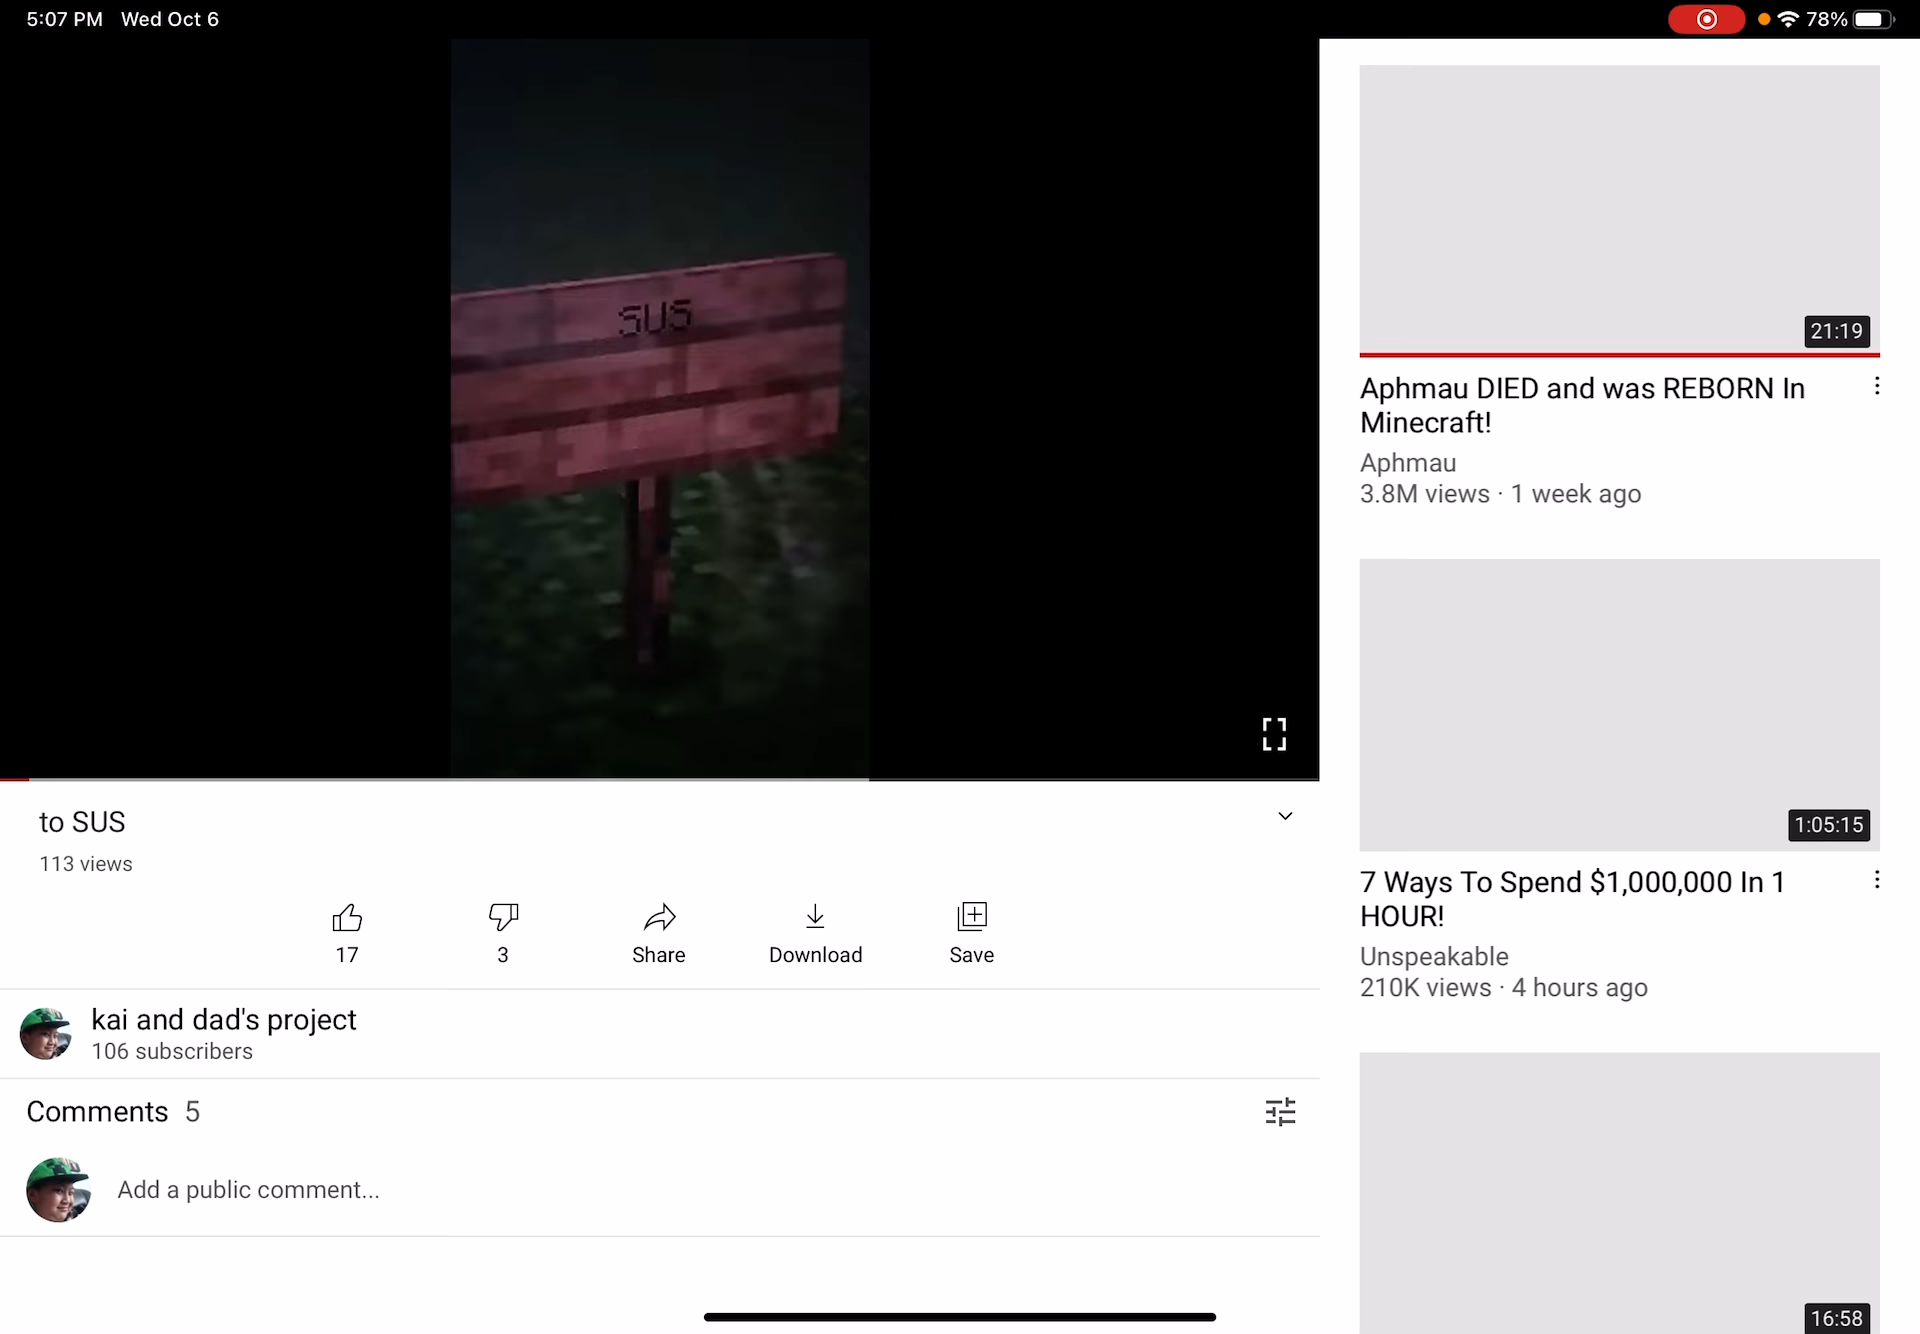 5:07 PM Wed Oct 6
78%
SUS
to SUS
113 views
17
3
Share
Download
Save
kai and dad's project
106 subscribers
Comments 5
Add a public comment...
21:19
Aphmau DIED and was REBORN In
Minecraft!
Aphmau
3.8M views · 1 week ago
1:05:15
7 Ways To Spend $1,000,000 In 1
HOUR!
Unspeakable
210K views · 4 hours ago
16:58